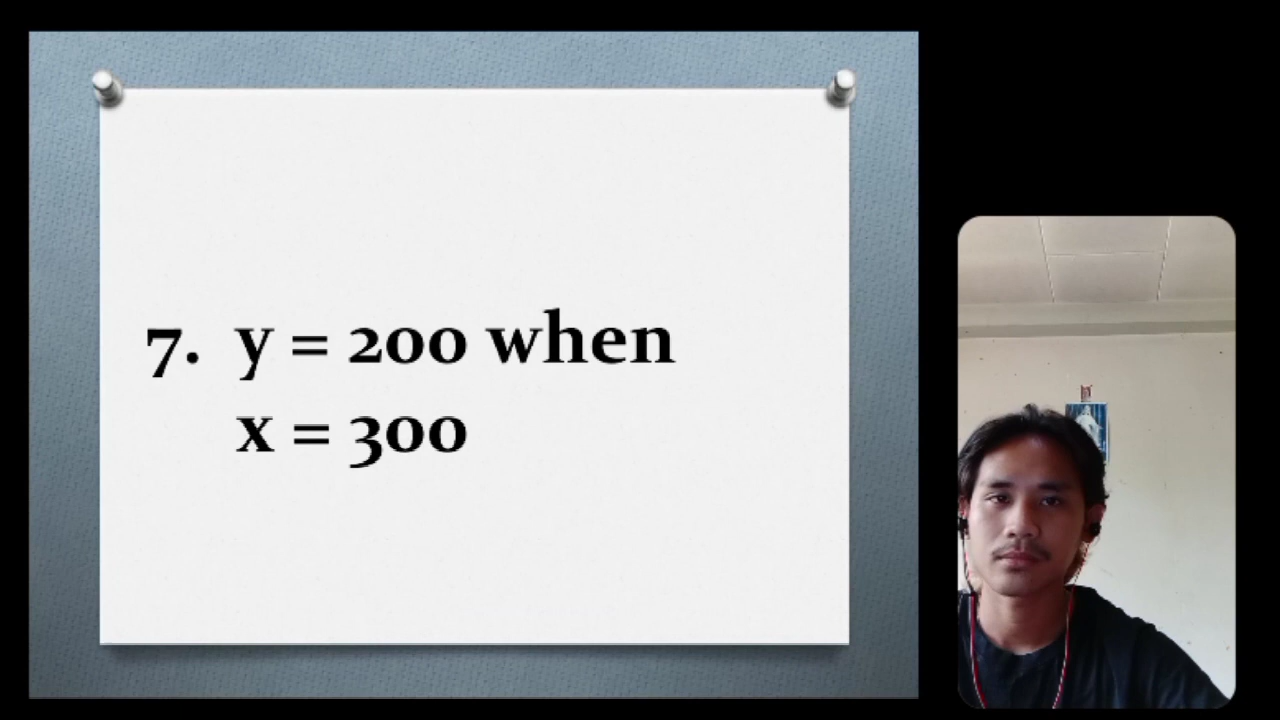 7. y = 200 when
x = 300